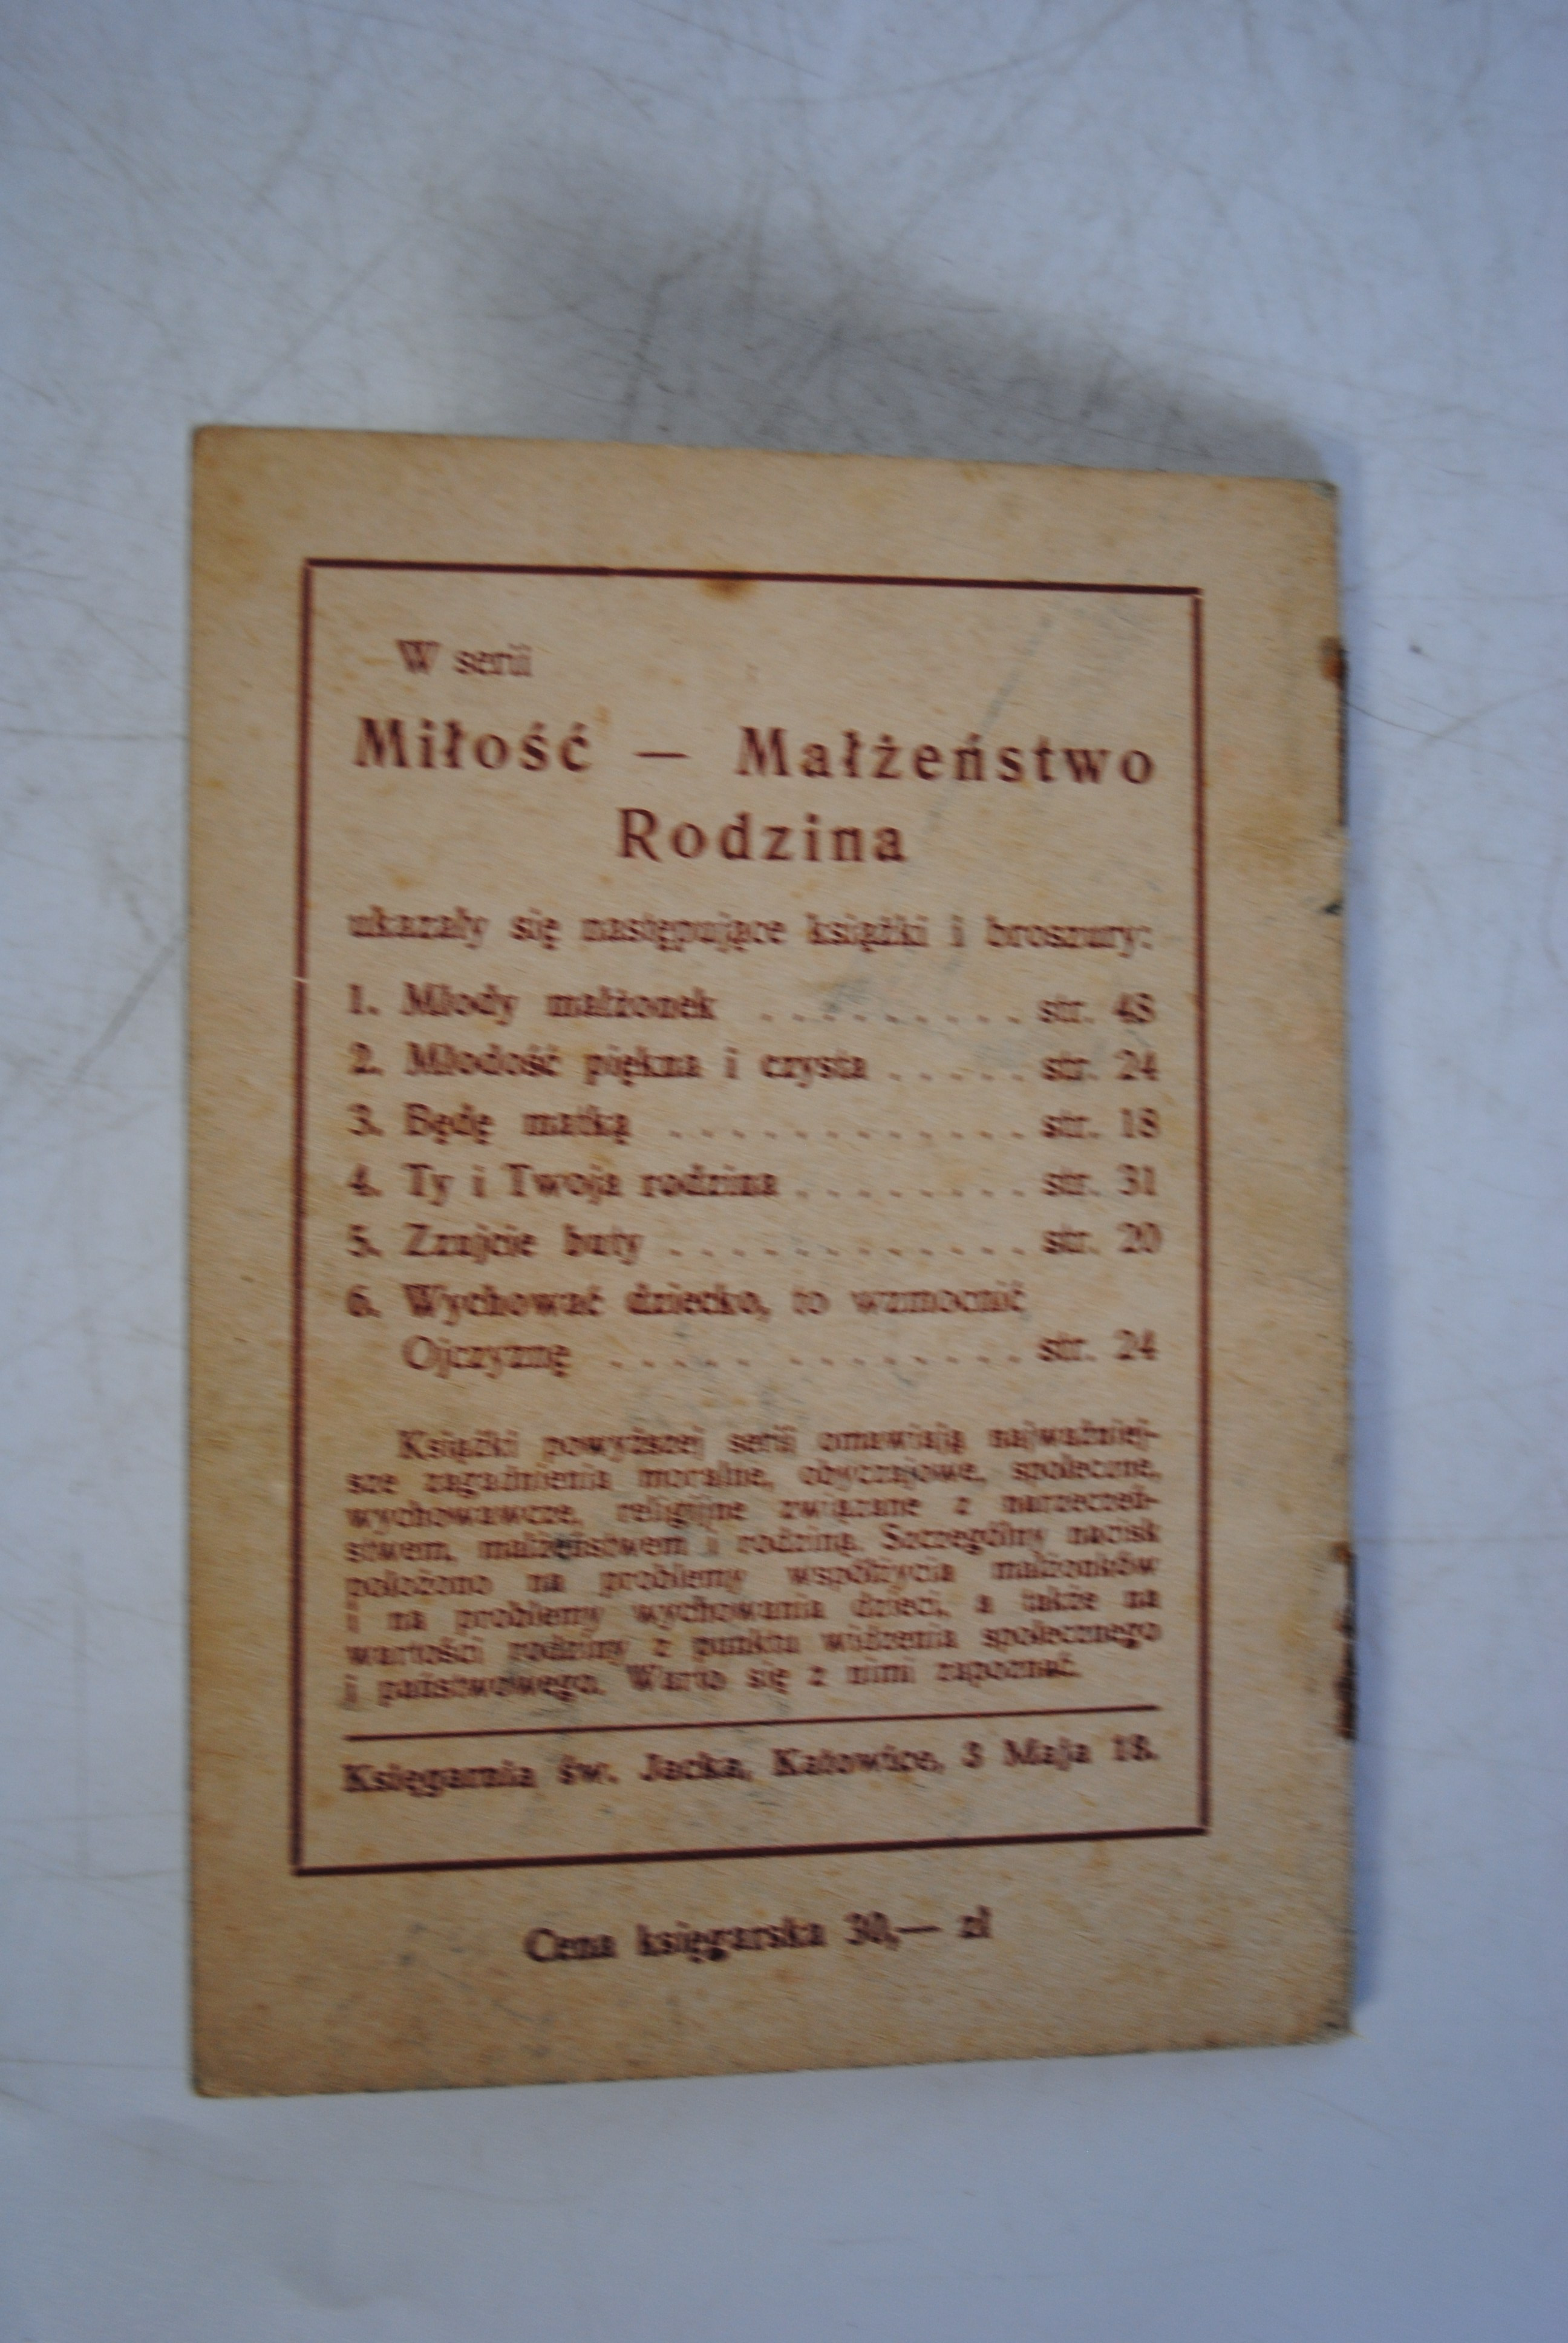 W serii
Miłość — Małżeństwo
Rodzina
ukazały się następujące książki i broszury:
1. Młody małżonek . . . . . . . . . str. 48
2. Młodość piękna i czysta . . . . . str. 24
3. Będę matką . . . . . . . . . . . . str. 18
4. Ty i Twoja rodzina . . . . . . . . str. 31
5. Zzujcie buty . . . . . . . . . . . . str. 20
6. Wychować dziecko, to wzmocnić
Ojczyznę . . . . . . . . . . . . . str. 24
Książki powyższej serii omawiają najważniej-
sze zagadnienia moralne, obyczajowe, społeczne,
wychowawcze, religijne związane z narzeczeń-
stwem, małżeństwem i rodziną. Szczególny nacisk
położono na problemy współżycia małżonków
i na problemy wychowania dzieci, a także na
wartości rodziny z punktu widzenia społecznego
i państwowego. Warto się z nimi zapoznać.
Księgarnia św. Jacka, Katowice, 3 Maja 18.
Cena księgarska 30,— zł